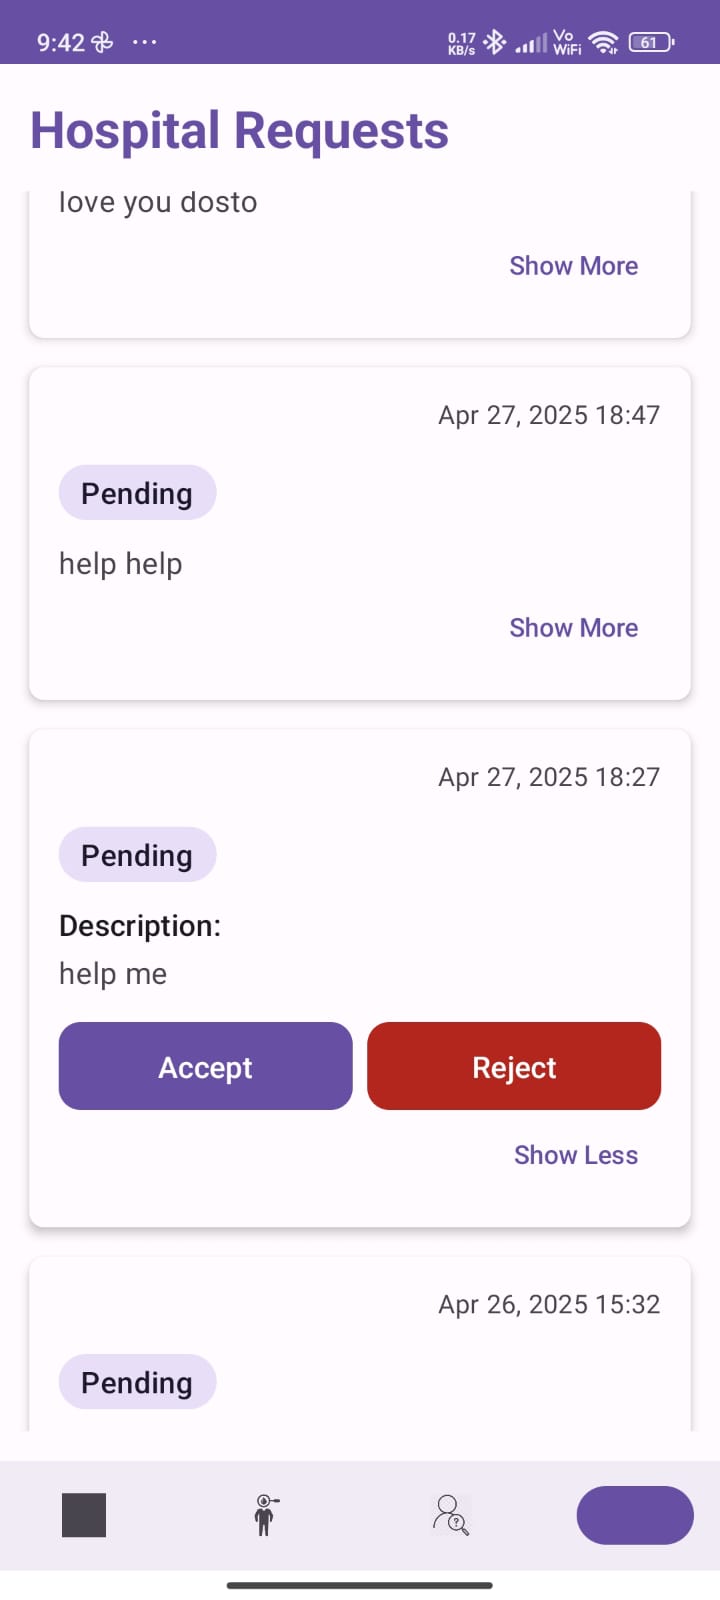 9:42 ...
0.17 KB/s Vo WiFi 61
Hospital Requests
love you dosto
Show More
Apr 27, 2025 18:47
Pending
help help
Show More
Apr 27, 2025 18:27
Pending
Description:
help me
Accept Reject
Show Less
Apr 26, 2025 15:32
Pending
?